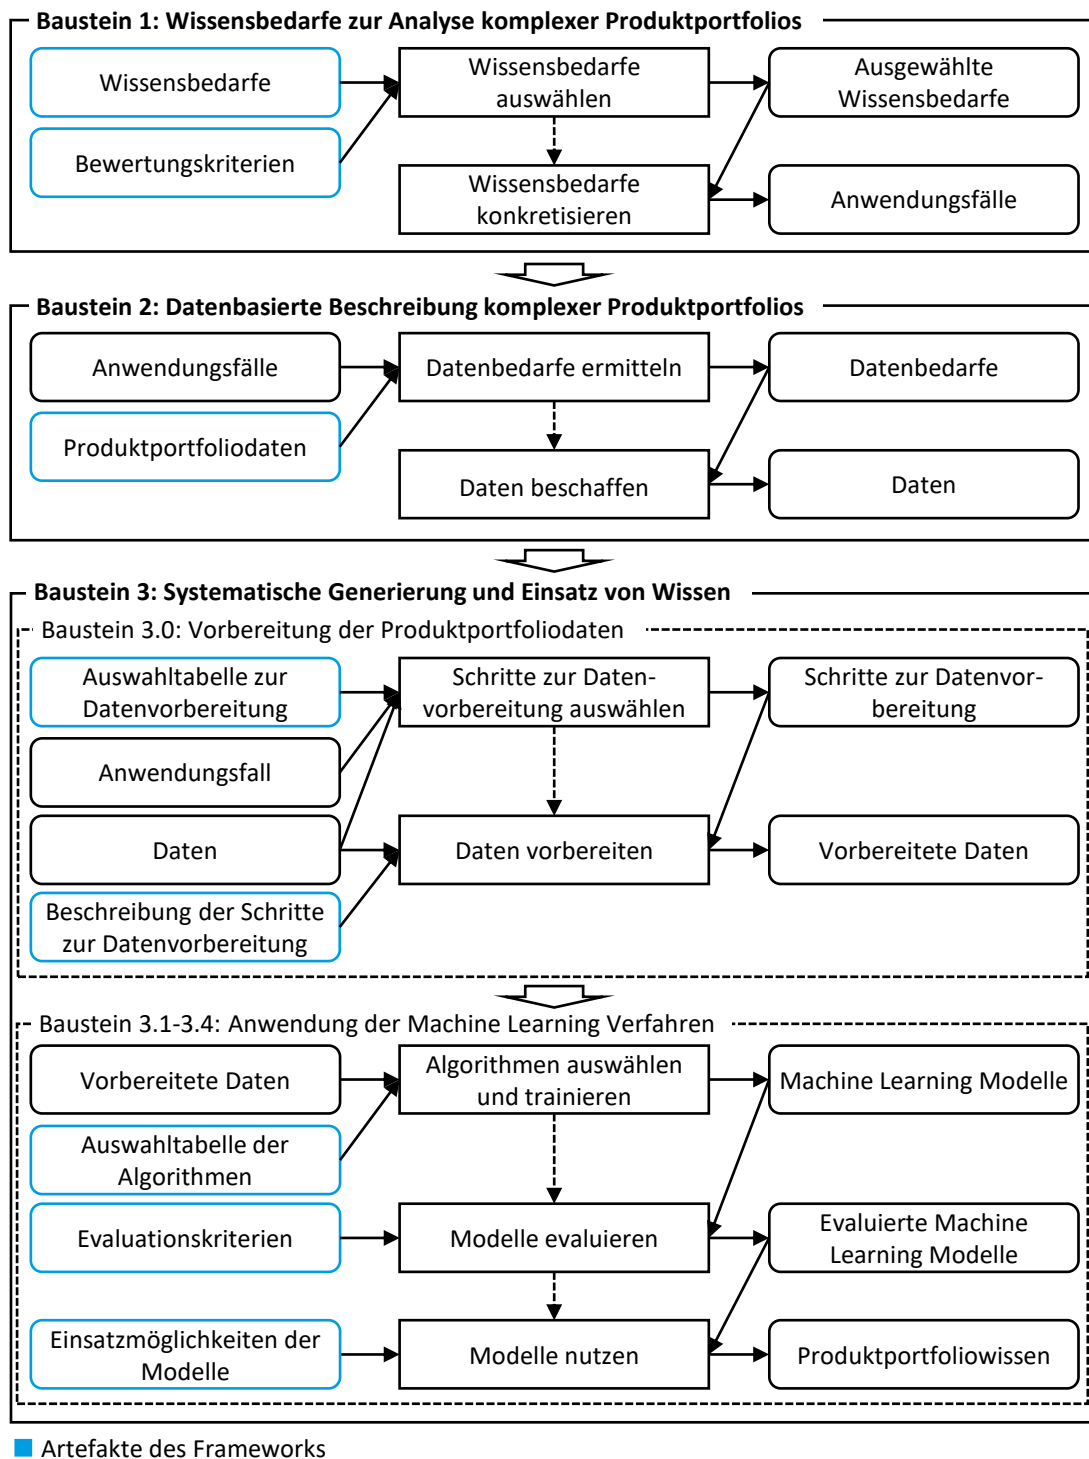 Baustein 1: Wissensbedarfe zur Analyse komplexer Produktportfolios
Wissensbedarfe
Wissensbedarfe
auswählen
Ausgewählte
Wissensbedarfe
Bewertungskriterien
Wissensbedarfe
konkretisieren
Anwendungsfälle
Baustein 2: Datenbasierte Beschreibung komplexer Produktportfolios
Anwendungsfälle
Datenbedarfe ermitteln
Datenbedarfe
Produktportfoliodaten
Daten beschaffen
Daten
Baustein 3: Systematische Generierung und Einsatz von Wissen
Baustein 3.0: Vorbereitung der Produktportfoliodaten
Auswahltabelle zur
Datenvorbereitung
Schritte zur Daten-
vorbereitung auswählen
Schritte zur Datenvor-
bereitung
Anwendungsfall
Daten
Daten vorbereiten
Vorbereitete Daten
Beschreibung der Schritte
zur Datenvorbereitung
Baustein 3.1-3.4: Anwendung der Machine Learning Verfahren
Vorbereitete Daten
Algorithmen auswählen
und trainieren
Machine Learning Modelle
Auswahltabelle der
Algorithmen
Evaluationskriterien
Modelle evaluieren
Evaluierte Machine
Learning Modelle
Einsatzmöglichkeiten der
Modelle
Modelle nutzen
Produktportfoliowissen
Artefakte des Frameworks